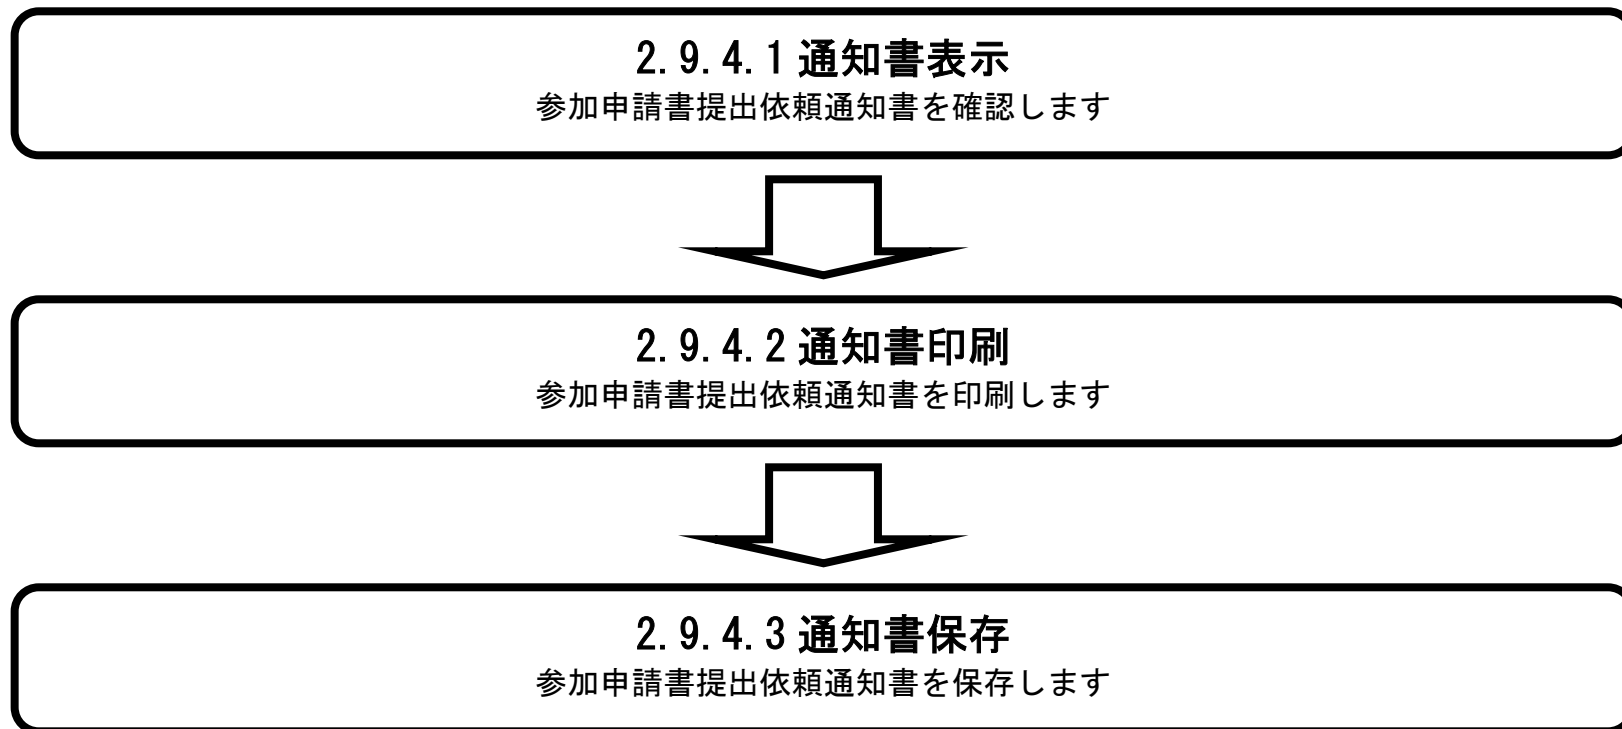 2.9.4.1 通知書表示
参加申請書提出依頼通知書を確認します
2.9.4.2 通知書印刷
参加申請書提出依頼通知書を印刷します
2.9.4.3 通知書保存
参加申請書提出依頼通知書を保存します